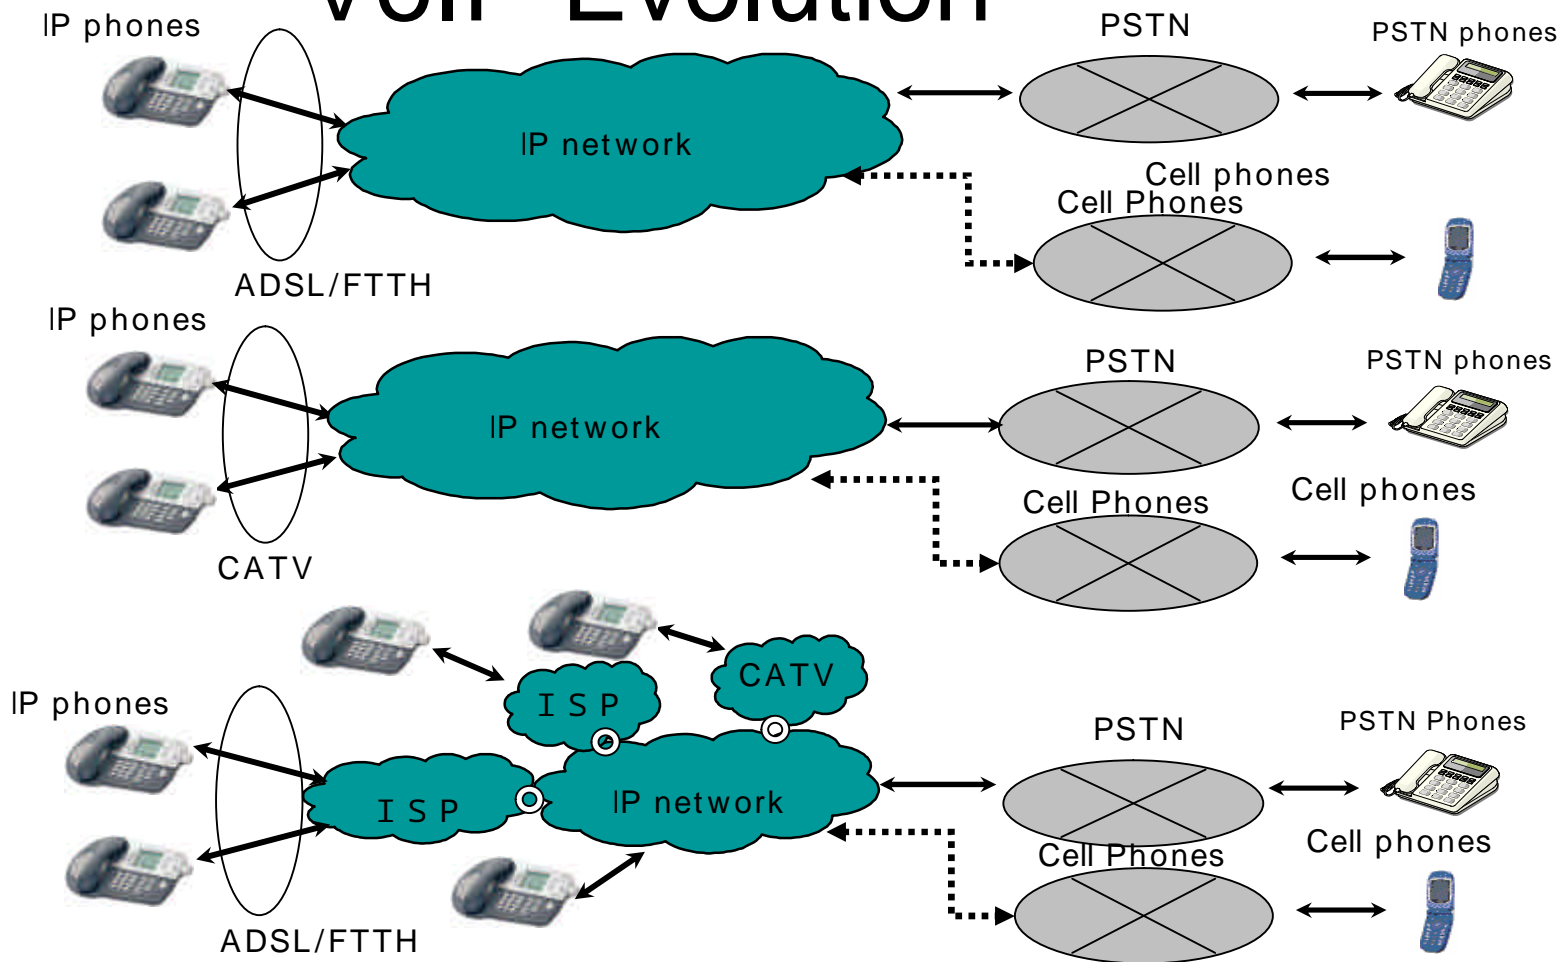 VoIP Evolution
IP phones
PSTN
PSTN phones
IP network
Cell phones
Cell Phones
ADSL/FTTH
IP phones
PSTN
PSTN phones
IP network
Cell Phones
Cell phones
CATV
ISP
CATV
IP phones
PSTN
PSTN Phones
ISP
IP network
Cell Phones
Cell phones
ADSL/FTTH